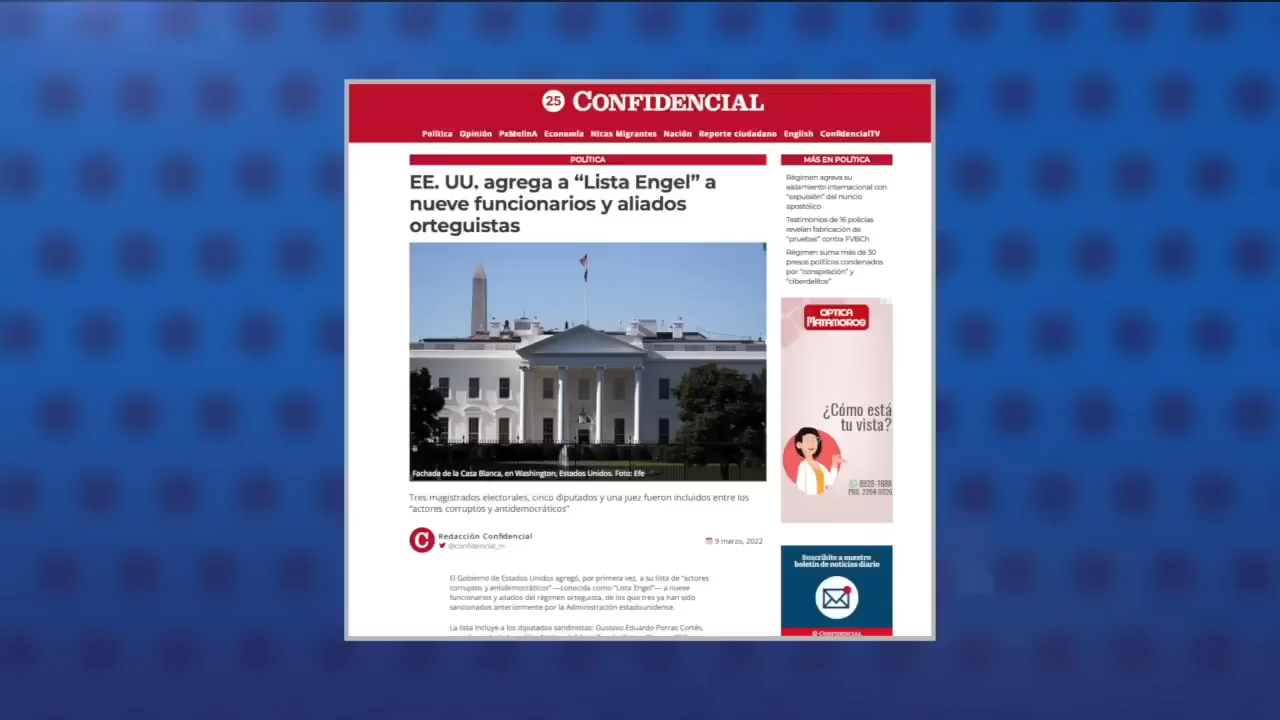 25 CONFIDENCIAL
Política Opinión PxMolinA Economía Nicas Migrantes Nación Reporte ciudadano English ConfidencialTV
POLÍTICA
EE. UU. agrega a “Lista Engel” a
nueve funcionarios y aliados
orteguistas
Fachada de la Casa Blanca, en Washington, Estados Unidos. Foto: Efe
Tres magistrados electorales, cinco diputados y una juez fueron incluidos entre los
“actores corruptos y antidemocráticos”
C
Redacción Confidencial
@confidencial_ni
9 marzo, 2022
El Gobierno de Estados Unidos agregó, por primera vez, a su lista de “actores
corruptos y antidemocráticos” —conocida como “Lista Engel”— a nueve
funcionarios y aliados del régimen orteguista, de los que tres ya han sido
sancionados anteriormente por la Administración estadounidense.
La lista incluye a los diputados sandinistas: Gustavo Eduardo Porras Cortés,
MÁS EN POLÍTICA
Régimen agrava su
aislamiento internacional con
“expulsión” del nuncio
apostólico
Testimonios de 16 policías
revelan fabricación de
“pruebas” contra FVBCh
Régimen suma más de 30
presos políticos condenados
por “conspiración” y
“ciberdelitos”
OPTICA
MATAMOROS
¿Cómo está
tu vista?
8928-1688
PBX.
Suscribite a nuestro
boletín de noticias diario
CONFIDENCIAL